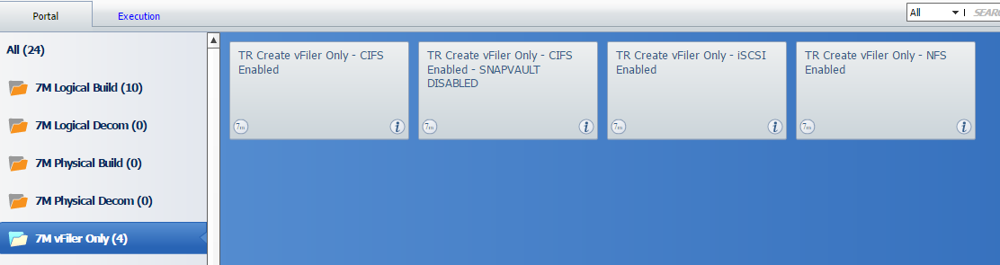 Portal
Execution
All
SEARC
All (24)
7M Logical Build (10)
7M Logical Decom (0)
7M Physical Build (0)
7M Physical Decom (0)
7M vFiler Only (4)
TR Create vFiler Only - CIFS
Enabled
7m
i
TR Create vFiler Only - CIFS
Enabled - SNAPVAULT
DISABLED
7m
i
TR Create vFiler Only - iSCSI
Enabled
7m
i
TR Create vFiler Only - NFS
Enabled
7m
i